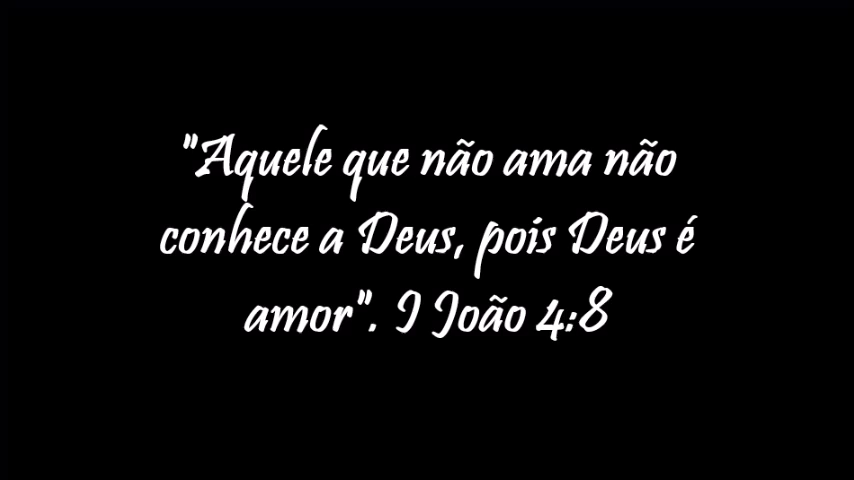 "Aquele que não ama não
conhece a Deus, pois Deus é
amor". I João 4:8